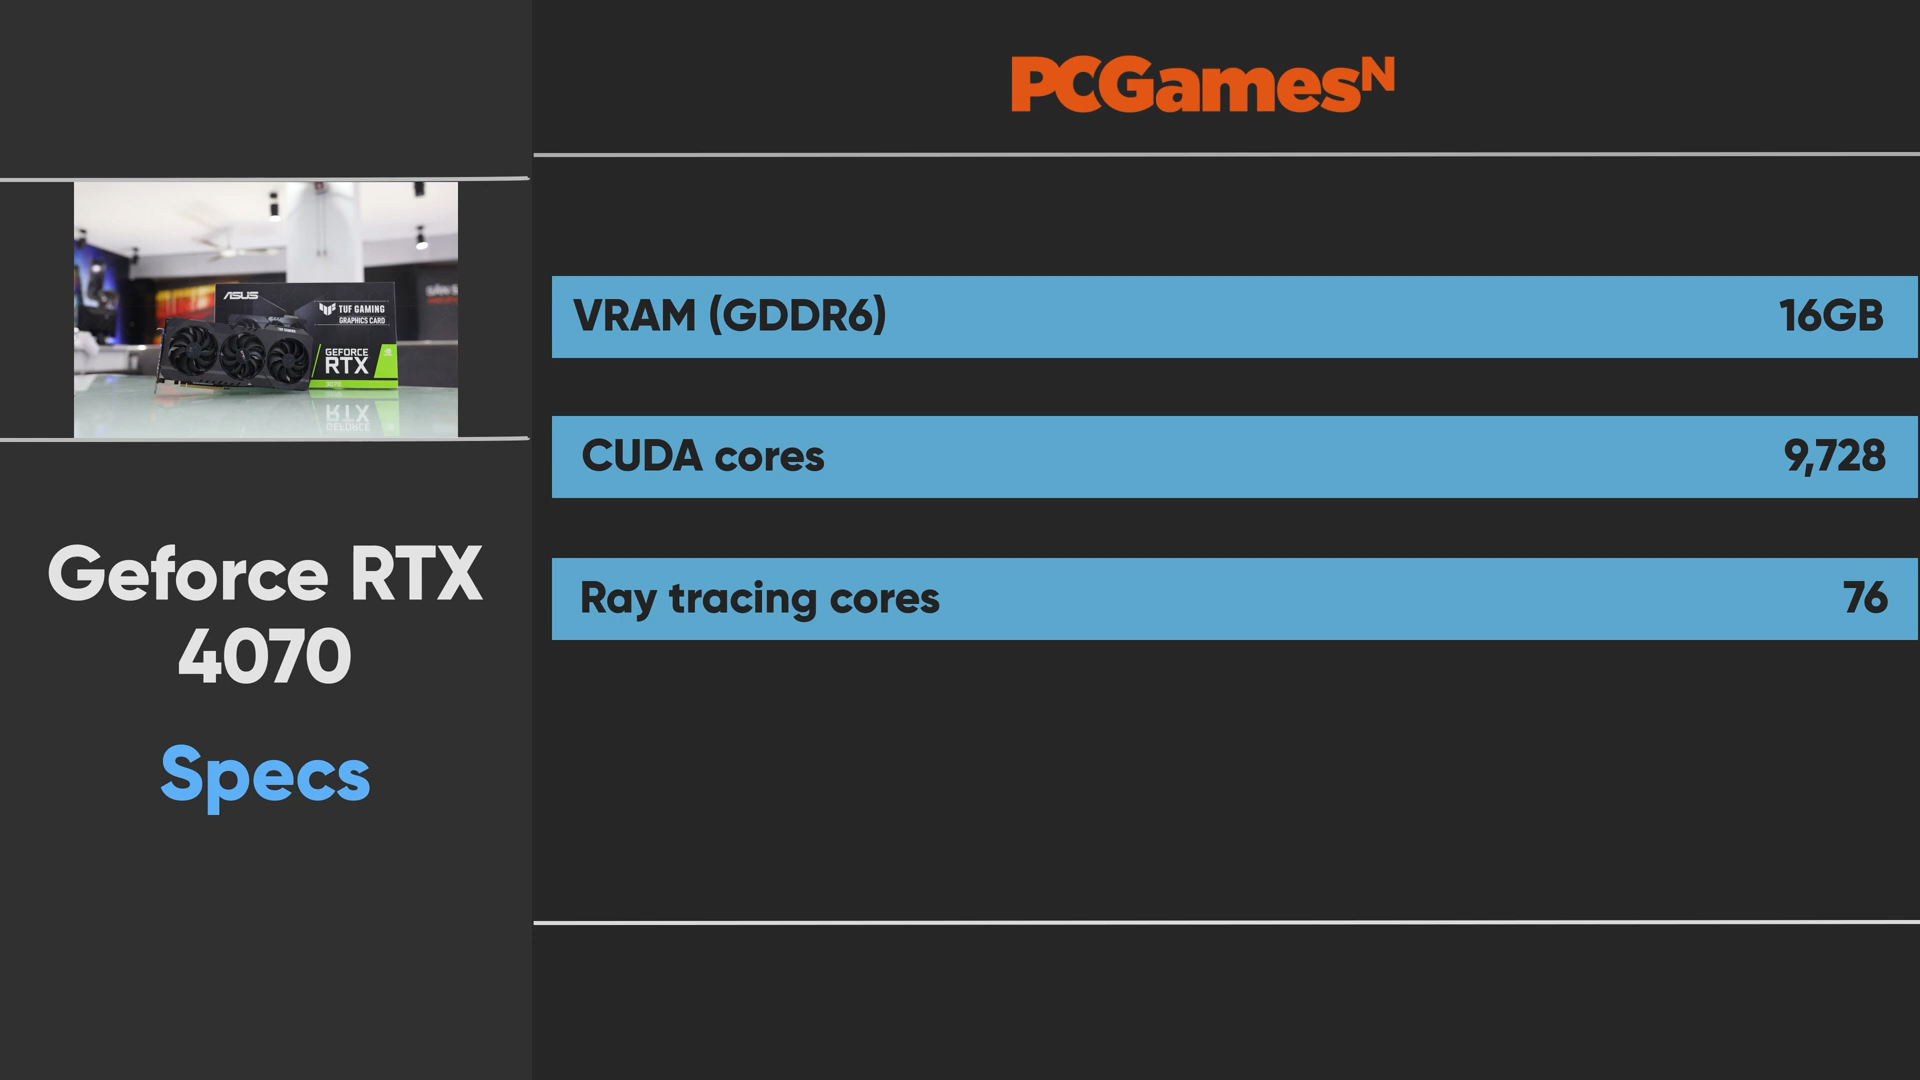 PCGamesN
ASUS
TUF GAMING
GRAPHICS CARD
GEFORCE
RTX
3070
Geforce RTX
4070
Specs
VRAM (GDDR6) 16GB
CUDA cores 9,728
Ray tracing cores 76